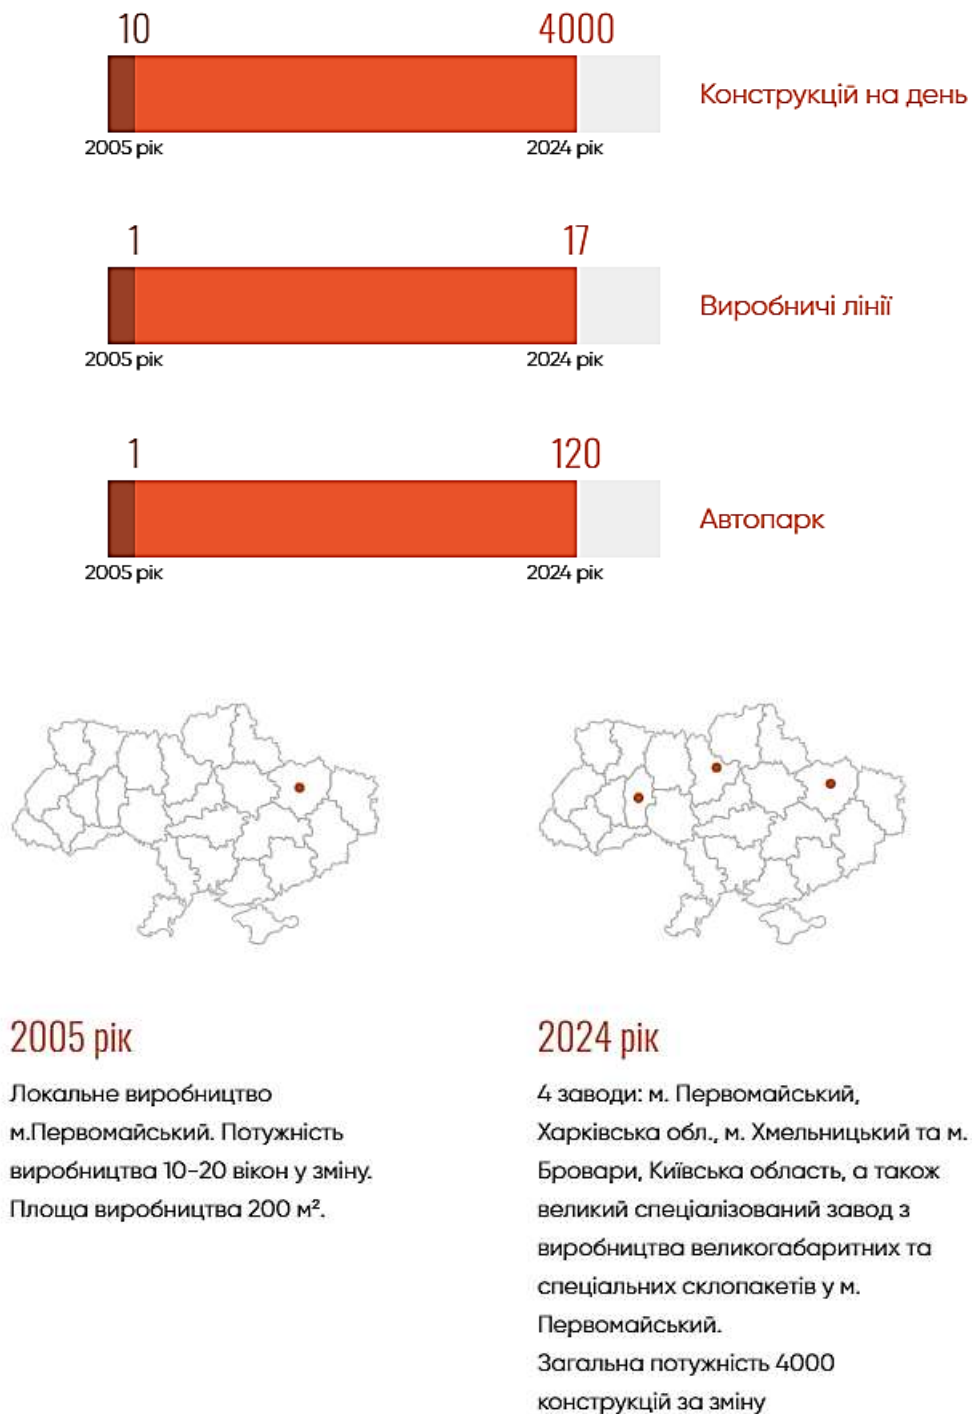 10 4000
Конструкцій на день
2005 рік 2024 рік
1 17
Виробничі лінії
2005 рік 2024 рік
1 120
Автопарк
2005 рік 2024 рік
2005 рік
Локальне виробництво
м.Первомайський. Потужність
виробництва 10-20 вікон у зміну.
Площа виробництва 200 м².
2024 рік
4 заводи: м. Первомайський,
Харківська обл., м. Хмельницький та м.
Бровари, Київська область, а також
великий спеціалізований завод з
виробництва великогабаритних та
спеціальних склопакетів у м.
Первомайський.
Загальна потужність 4000
конструкцій за зміну